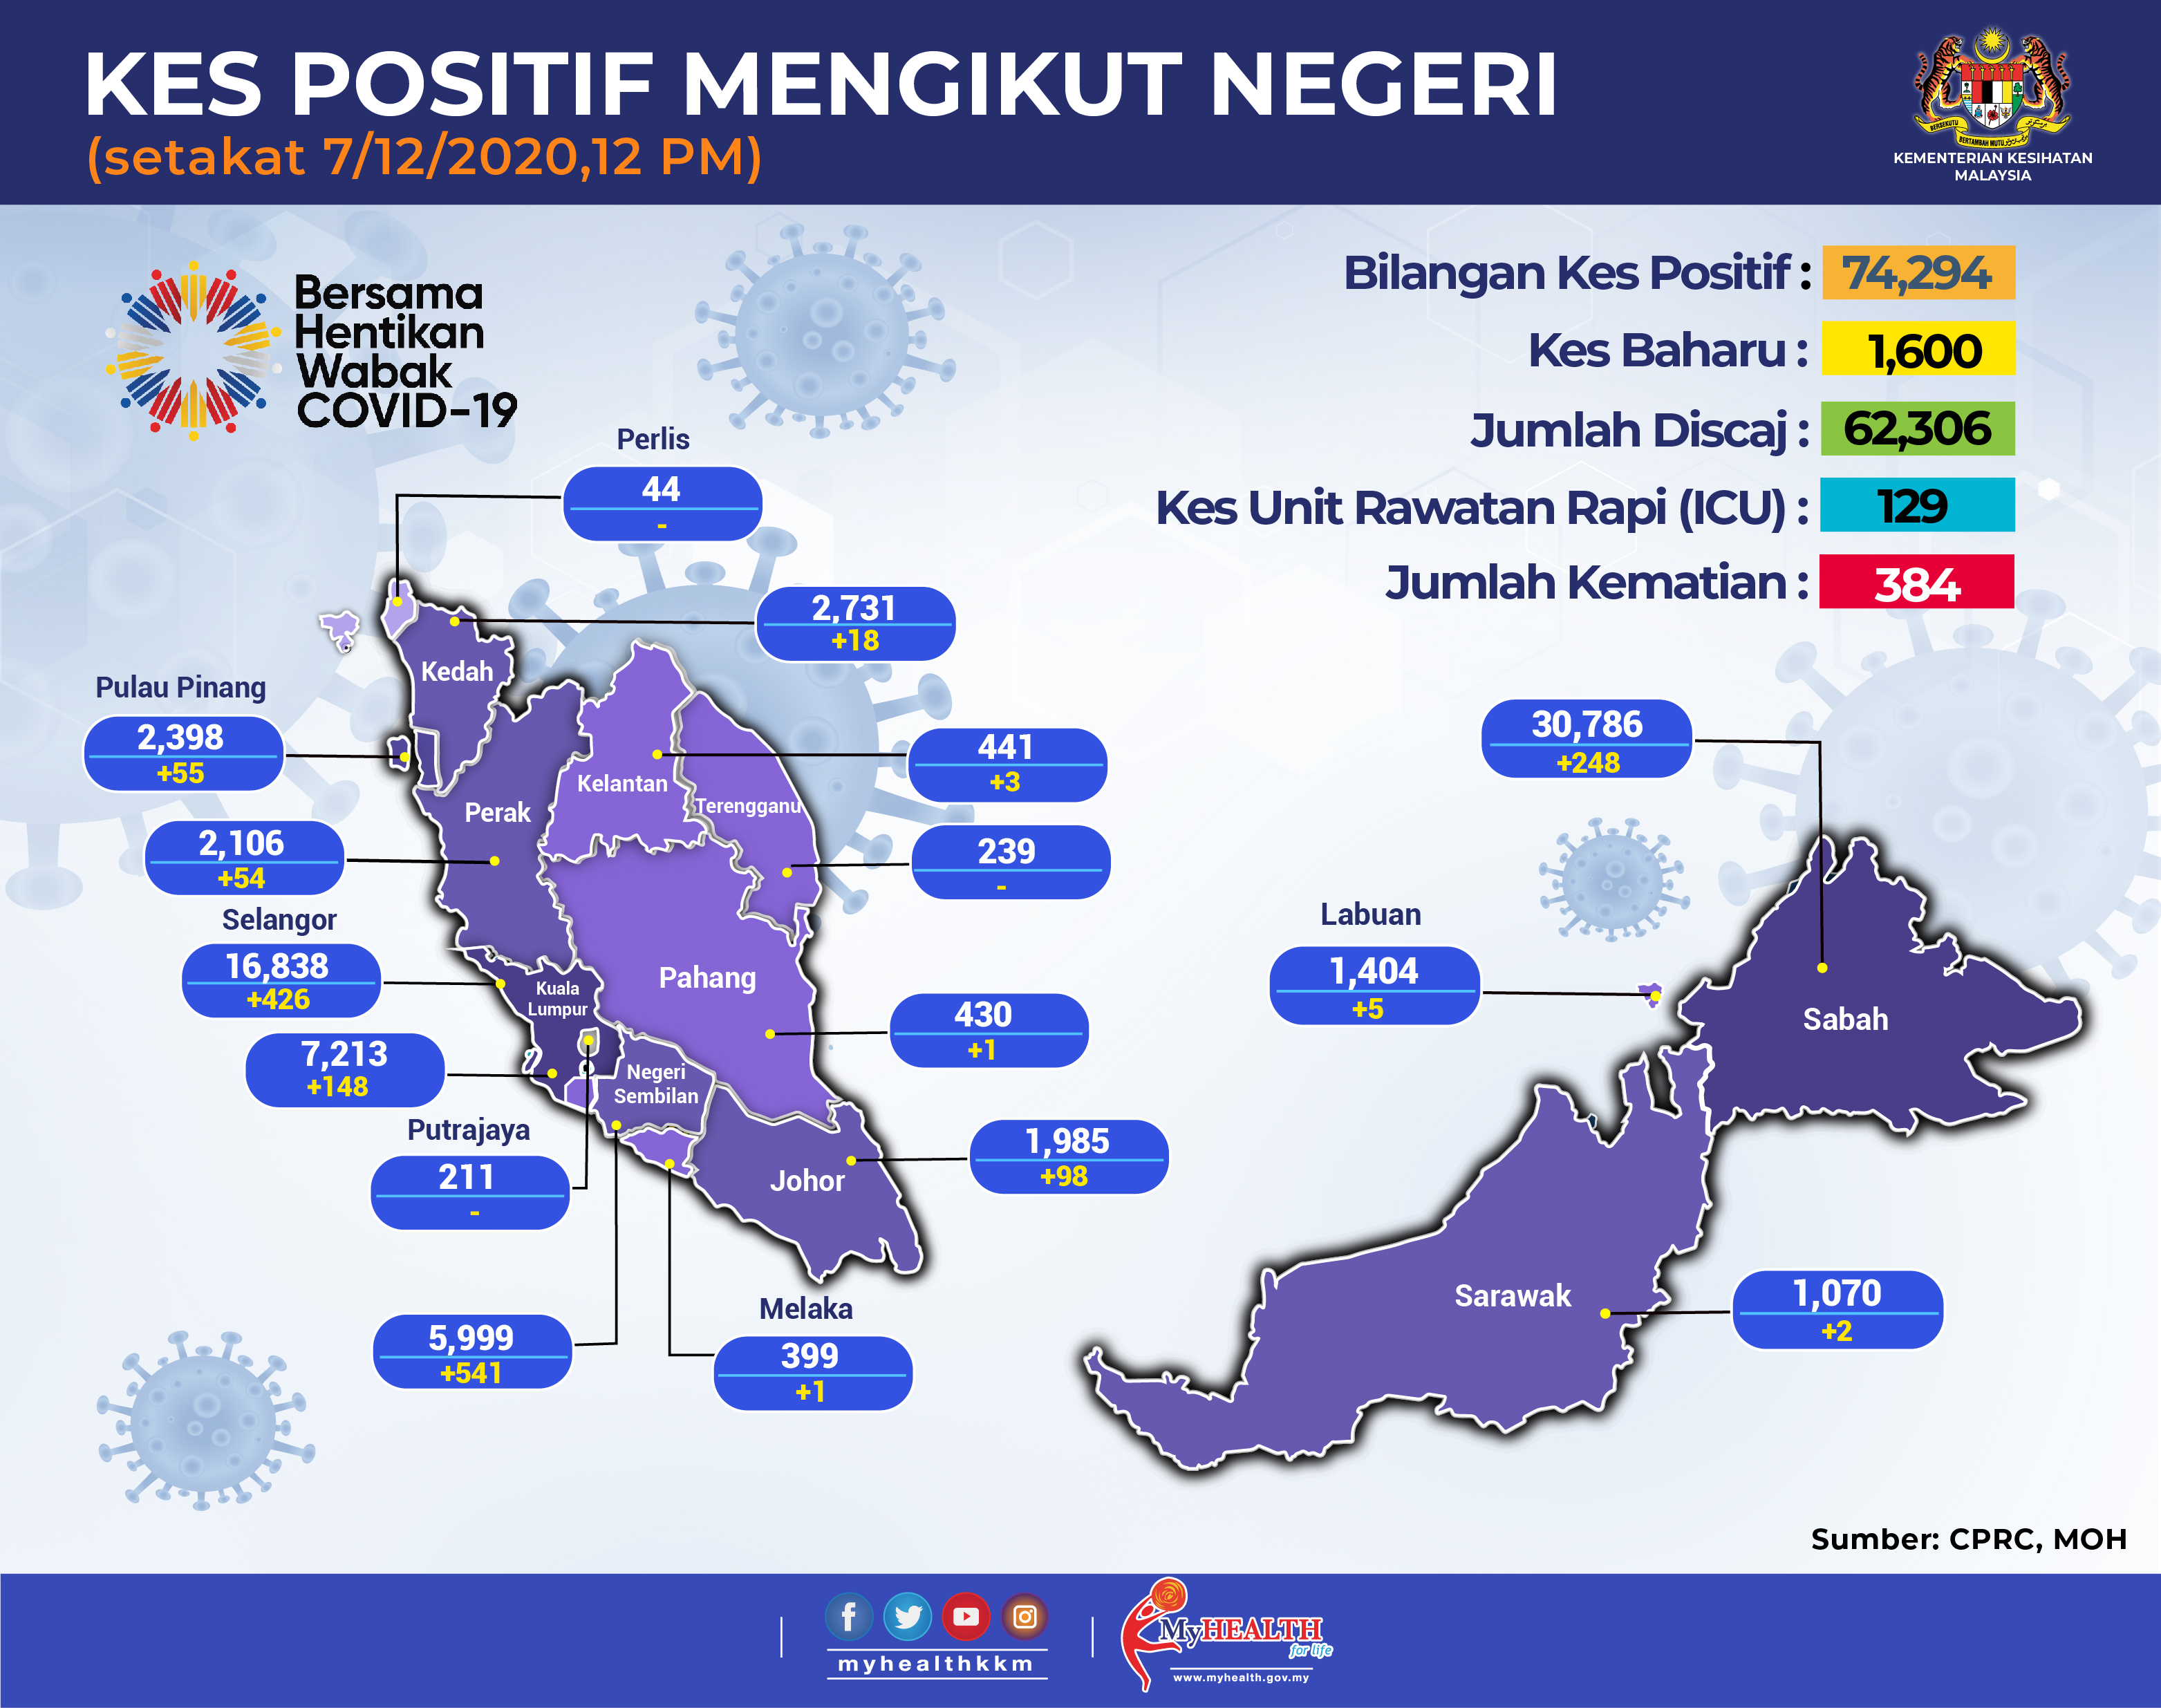 KES POSITIF MENGIKUT NEGERI
(setakat 7/12/2020,12 PM)
KEMENTERIAN KESIHATAN
MALAYSIA
Bersama
Hentikan
Wabak
COVID-19
Bilangan Kes Positif : 74,294
Kes Baharu : 1,600
Jumlah Discaj : 62,306
Kes Unit Rawatan Rapi (ICU) : 129
Jumlah Kematian : 384
Perlis
44
-
2,731
+18
Kedah
Pulau Pinang
2,398
+55
Perak
2,106
+54
Kelantan
441
+3
Terengganu
239
-
Selangor
16,838
+426
Kuala
Lumpur
7,213
+148
Pahang
430
+1
Putrajaya
211
-
Negeri
Sembilan
5,999
+541
Melaka
399
+1
Johor
1,985
+98
30,786
+248
Sabah
Labuan
1,404
+5
Sarawak
1,070
+2
Sumber: CPRC, MOH
myhealthkkm
MyHEALTH
for life
www.myhealth.gov.my